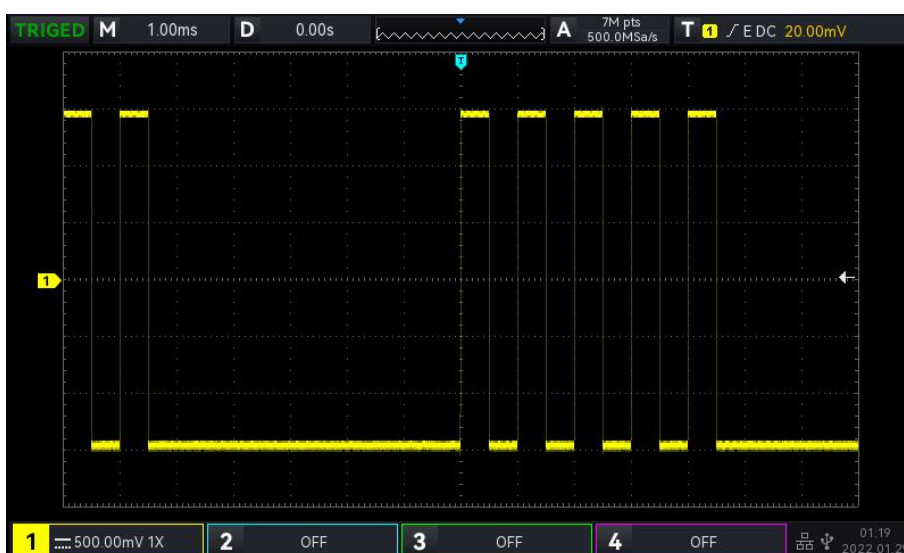 TRIGED M 1.00ms D 0.00s A 7M pts 500.0MSa/s T 1 E DC 20.00mV
T
1
1 500.00mV 1X 2 OFF 3 OFF 4 OFF 01:19